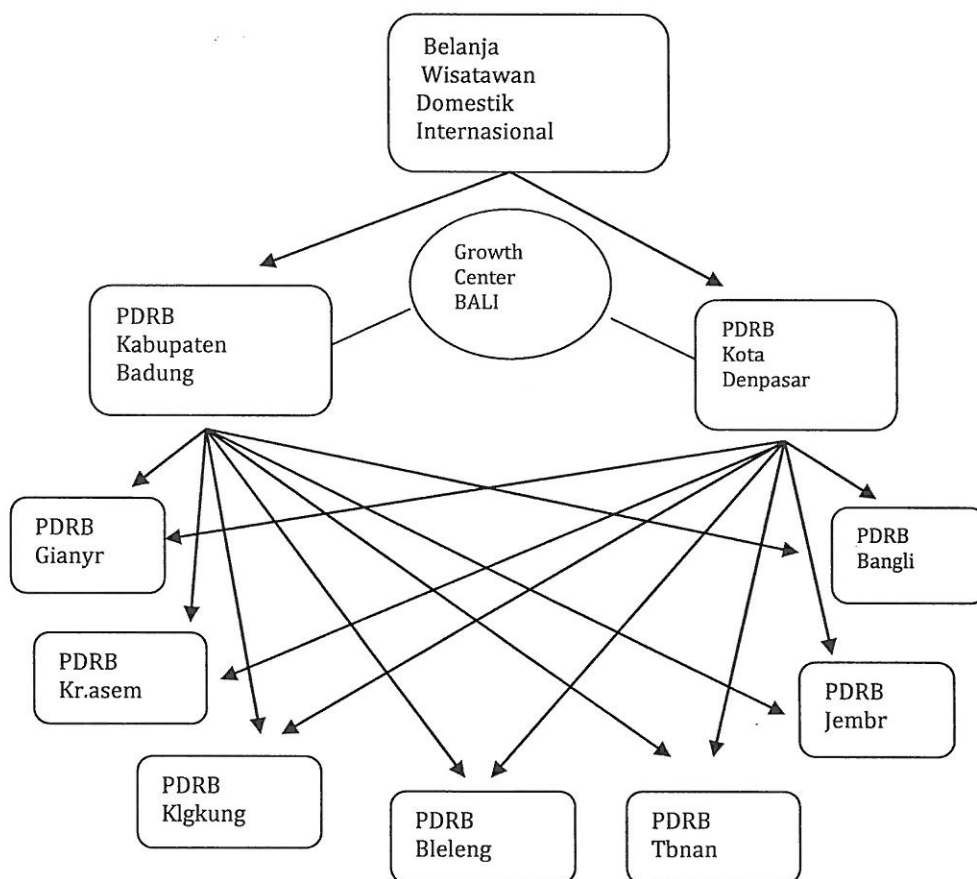 Belanja
Wisatawan
Domestik
Internasional
Growth
Center
BALI
PDRB
Kabupaten
Badung
PDRB
Kota
Denpasar
PDRB
Gianyr
PDRB
Bangli
PDRB
Kr.asem
PDRB
Jembr
PDRB
Klgkung
PDRB
Bleleng
PDRB
Tbnan